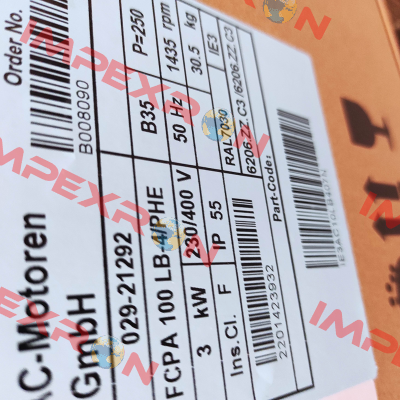 Order No.
B008090
AC-Motoren
GmbH
029-21292
B35
P=250
FCPA 100 LB-4/PHE
50 Hz
1435 rpm
3 kW
230/400 V
30.5 kg
Ins.Cl. F
IP 55
RAL7030
IE3
6206.ZZ.C3 /6206.ZZ.C3
2201423932
Part-Code:
IMPEXRON